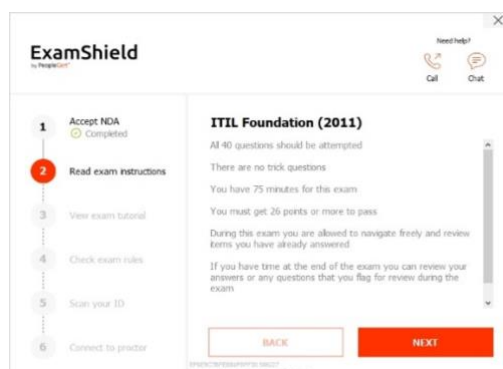 Need help?
ExamShield
by PeopleCert
Call
Chat
1
Accept NDA
Completed
2
Read exam instructions
3
View exam tutorial
4
Check exam rules
5
Scan your ID
6
Connect to proctor
ITIL Foundation (2011)
All 40 questions should be attempted
There are no trick questions
You have 75 minutes for this exam
You must get 26 points or more to pass
During this exam you are allowed to navigate freely and review
items you have already answered
If you have time at the end of the exam you can review your
answers or any questions that you flag for review during the
exam
BACK
NEXT